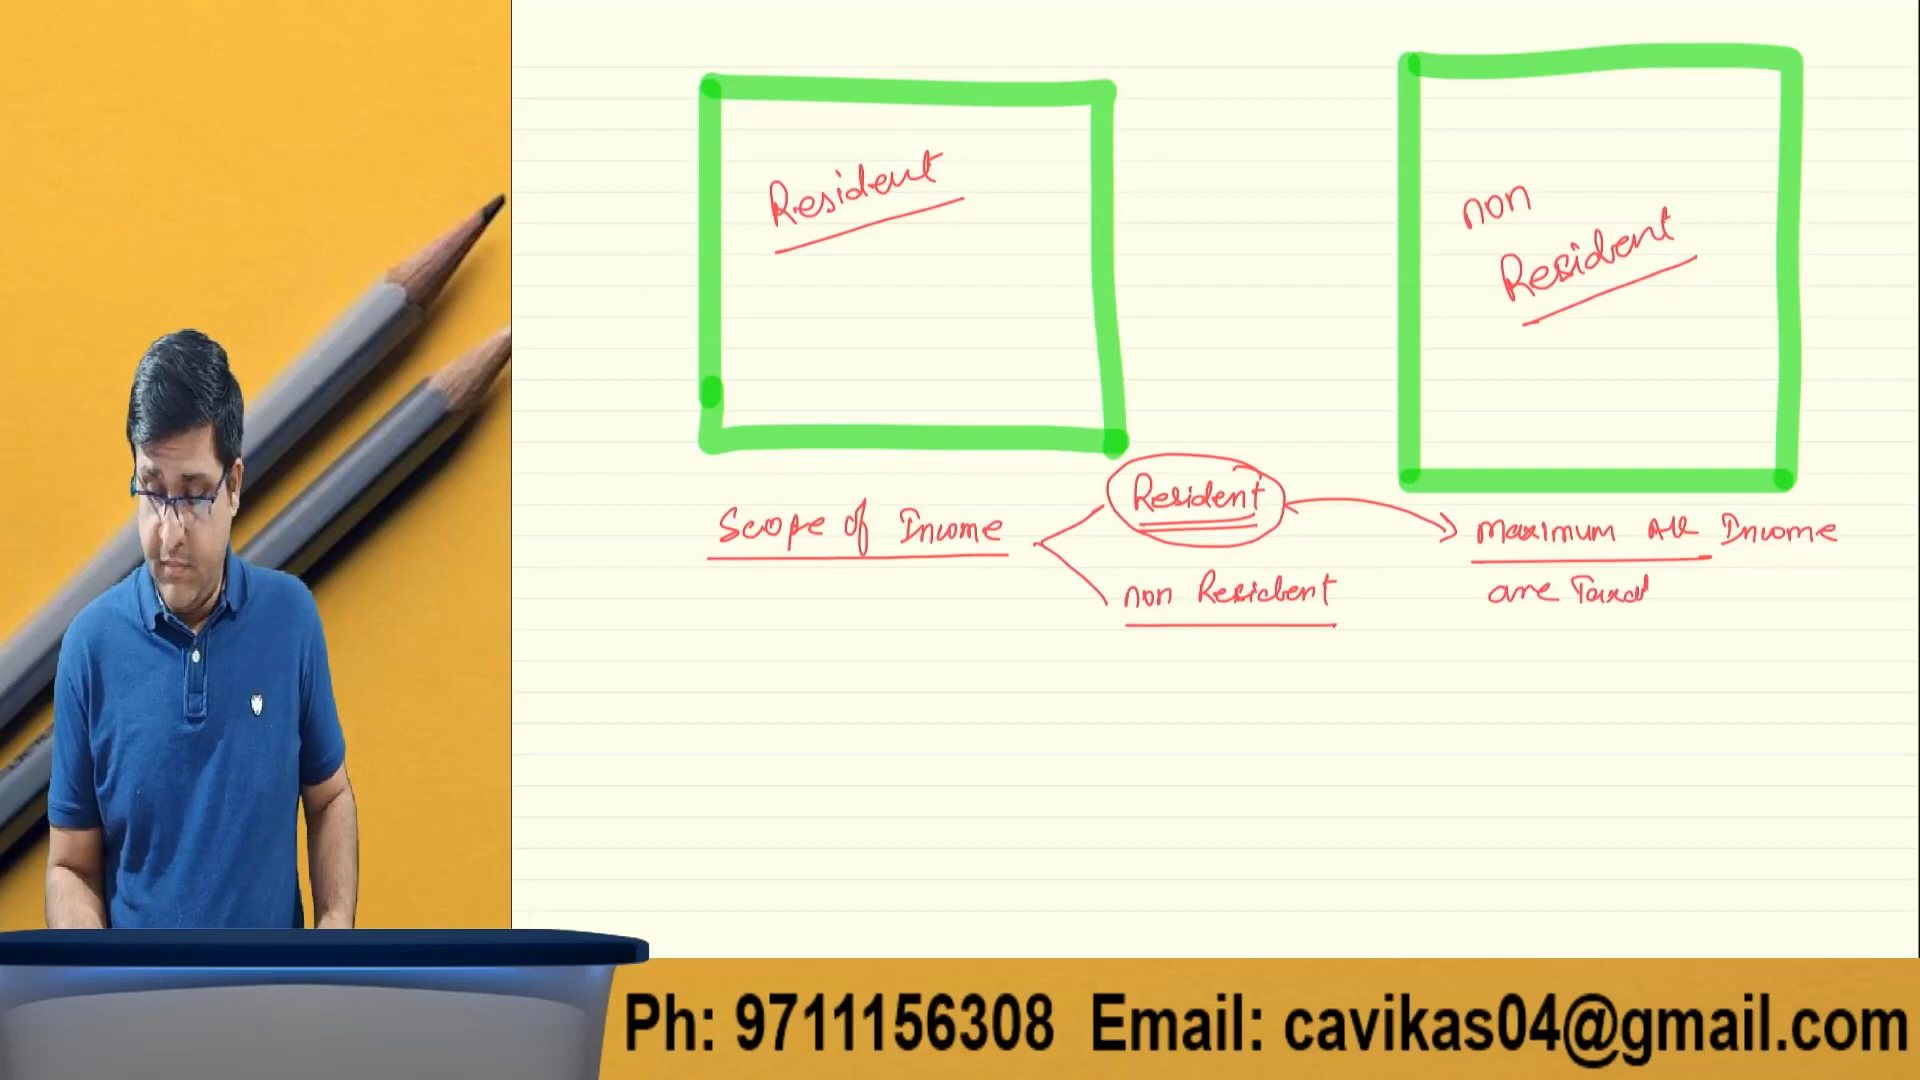 Resident
non
Resident
Scope of Income
Resident
non Resident
maximum All Income
are Taxed
Ph: 9711156308 Email: cavikas04@gmail.com